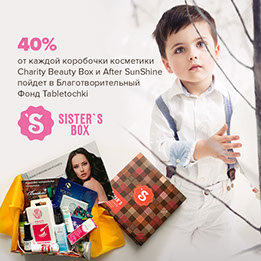 40%
от каждой коробочки косметики
Charity Beauty Box и After SunShine
пойдет в Благотворительный
Фонд Tabletochki
`S
SISTER`S
BOX
S